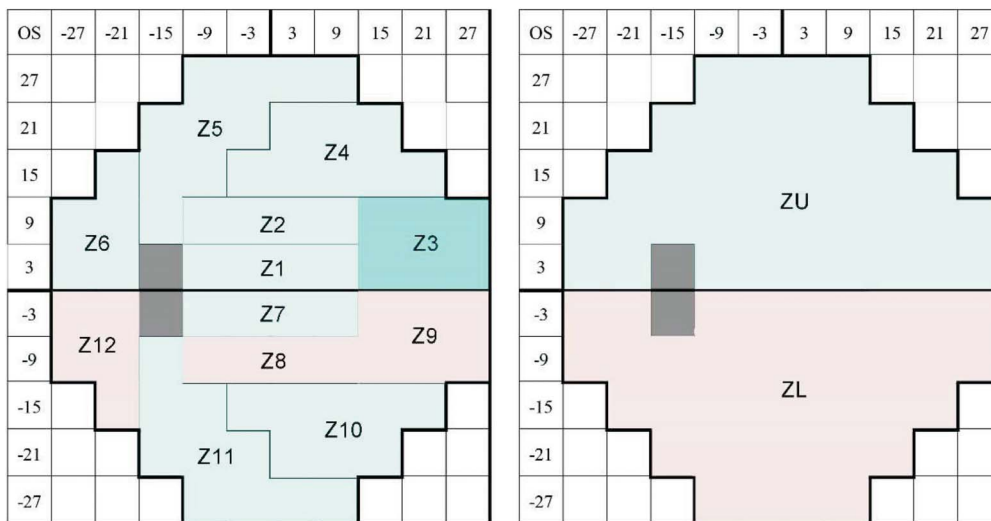 OS -27 -21 -15 -9 -3 3 9 15 21 27
27
21 Z5
Z4
15
9 Z2
Z6 Z3
3 Z1
-3 Z7
Z12 Z9
-9 Z8
-15
Z10
-21 Z11
-27
OS -27 -21 -15 -9 -3 3 9 15 21 27
27
21
15
9 ZU
3
-3
-9
ZL
-15
-21
-27